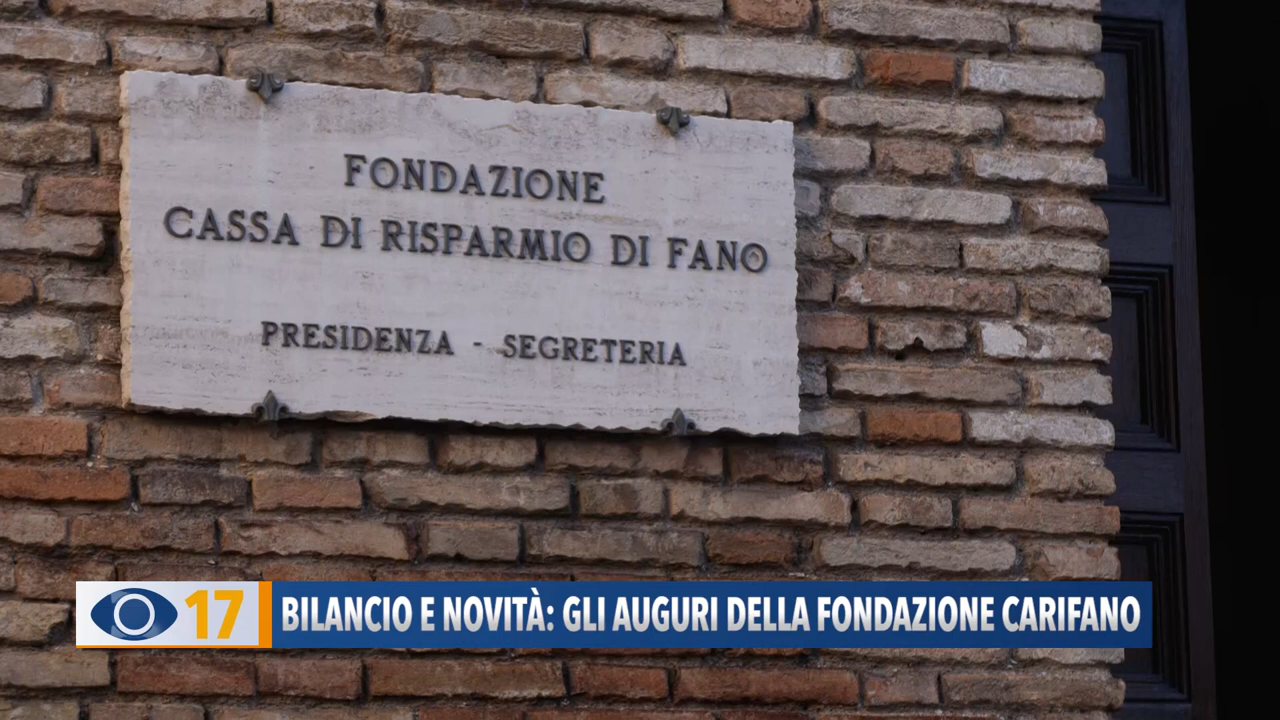 FONDAZIONE
CASSA DI RISPARMIO DI FANO
PRESIDENZA - SEGRETERIA
17 BILANCIO E NOVITÀ: GLI AUGURI DELLA FONDAZIONE CARIFANO